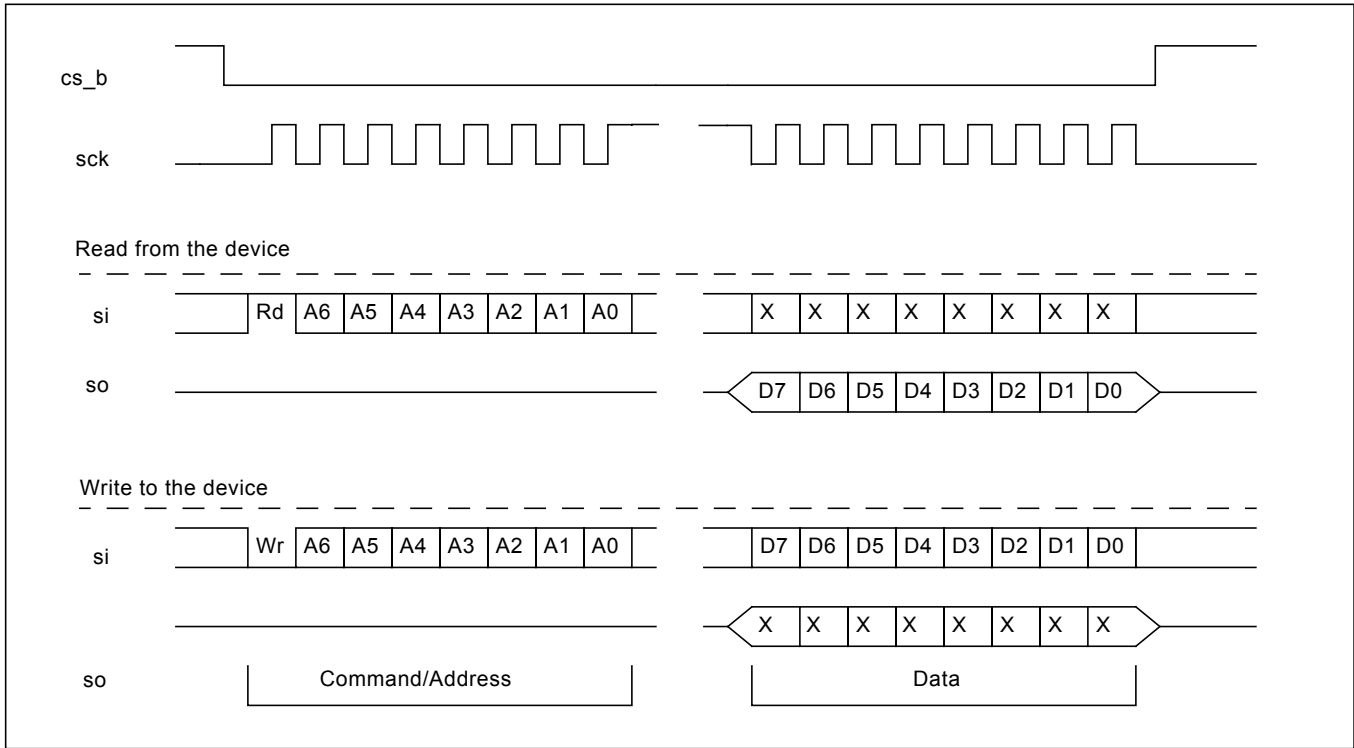 cs_b
sck
Read from the device
si Rd A6 A5 A4 A3 A2 A1 A0 X X X X X X X X
so D7 D6 D5 D4 D3 D2 D1 D0
Write to the device
si Wr A6 A5 A4 A3 A2 A1 A0 D7 D6 D5 D4 D3 D2 D1 D0
X X X X X X X X
so Command/Address Data